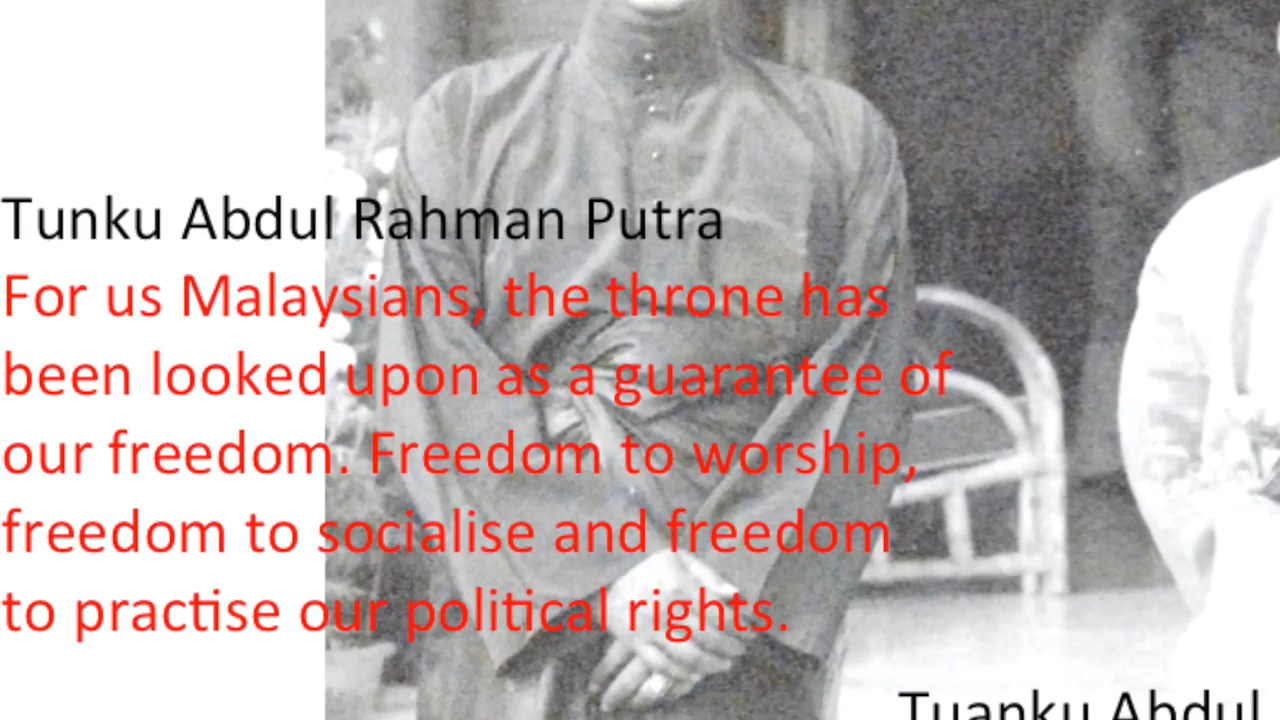 Tunku Abdul Rahman Putra
For us Malaysians, the throne has
been looked upon as a guarantee of
our freedom. Freedom to worship,
freedom to socialise and freedom
to practise our political rights.
Tuanku Abdul